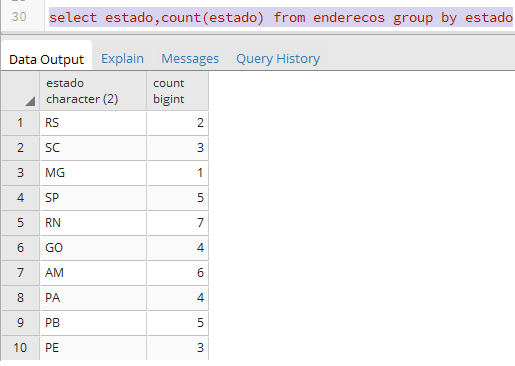 30 select estado,count(estado) from enderecos group by estado
Data Output Explain Messages Query History
estado count
character (2) bigint
1 RS 2
2 SC 3
3 MG 1
4 SP 5
5 RN 7
6 GO 4
7 AM 6
8 PA 4
9 PB 5
10 PE 3